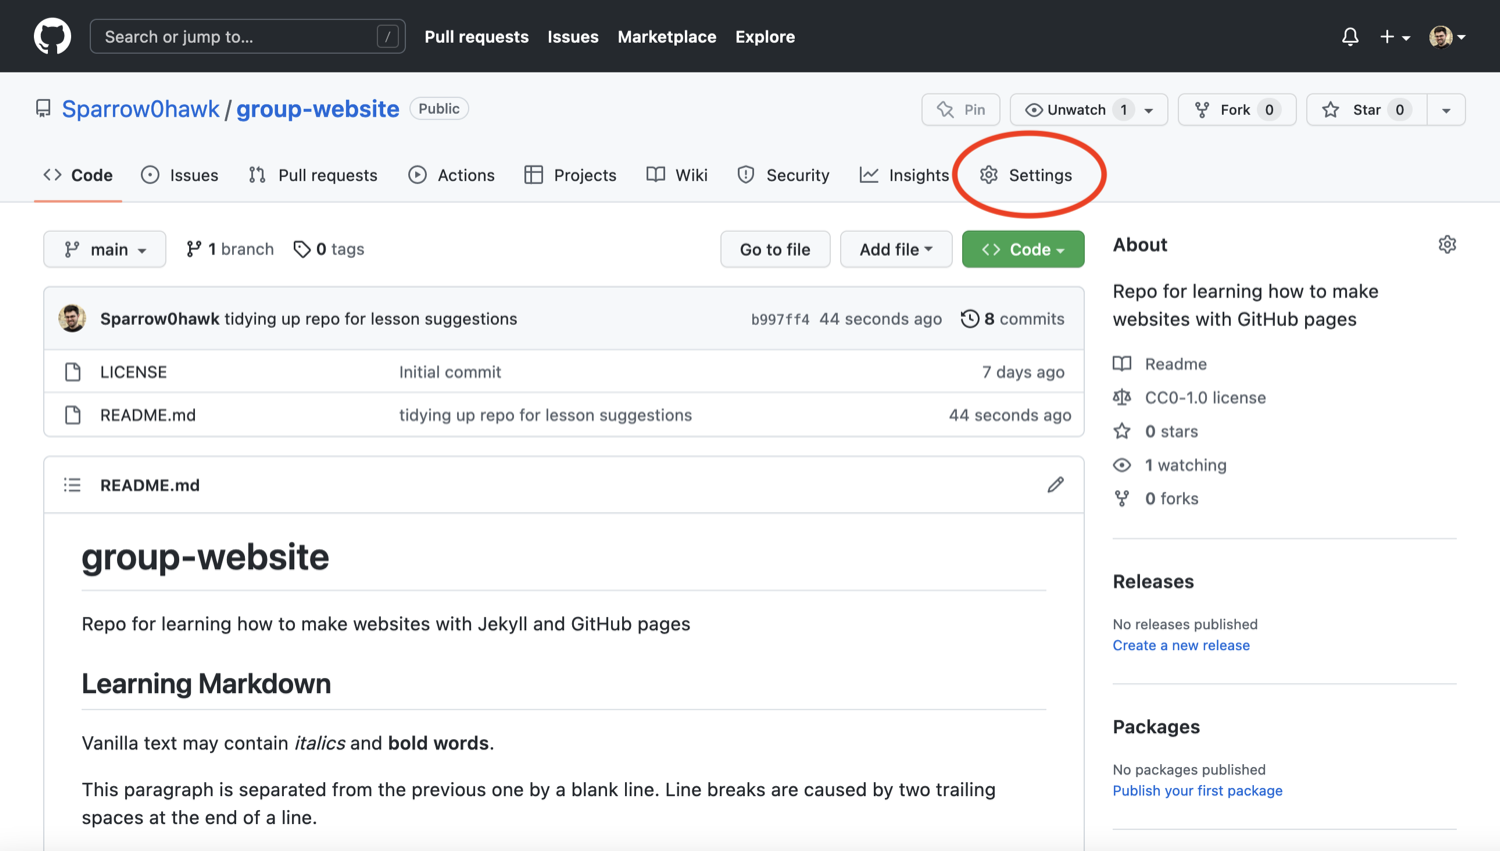 Search or jump to... /
Pull requests Issues Marketplace Explore
Sparrow0hawk / group-website Public
Pin Unwatch 1 Fork 0 Star 0
Code Issues Pull requests Actions Projects Wiki Security Insights Settings
main 1 branch 0 tags Go to file Add file Code
Sparrow0hawk tidying up repo for lesson suggestions b997ff4 44 seconds ago 8 commits
LICENSE Initial commit 7 days ago
README.md tidying up repo for lesson suggestions 44 seconds ago
README.md
group-website
Repo for learning how to make websites with Jekyll and GitHub pages
Learning Markdown
Vanilla text may contain italics and bold words.
This paragraph is separated from the previous one by a blank line. Line breaks are caused by two trailing
spaces at the end of a line.
About
Repo for learning how to make
websites with GitHub pages
Readme
CC0-1.0 license
0 stars
1 watching
0 forks
Releases
No releases published
Create a new release
Packages
No packages published
Publish your first package